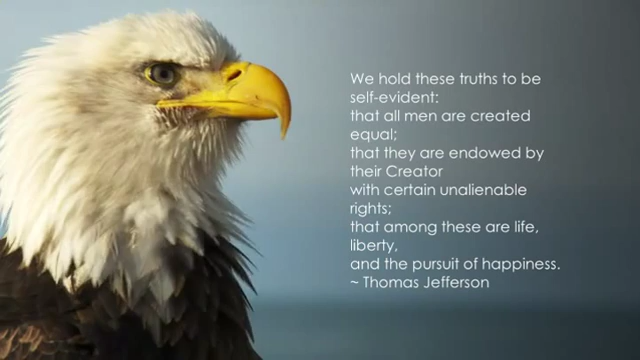 We hold these truths to be
self-evident:
that all men are created
equal;
that they are endowed by
their Creator
with certain unalienable
rights;
that among these are life,
liberty,
and the pursuit of happiness.
~ Thomas Jefferson